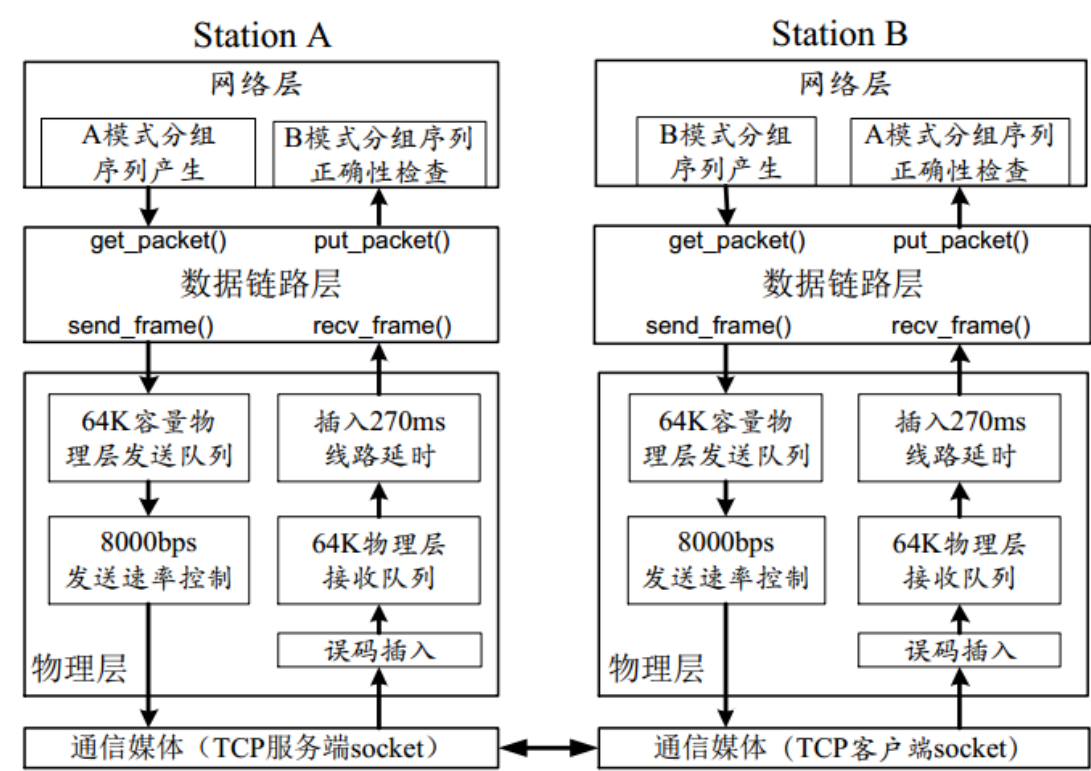 Station A
网络层
A模式分组
序列产生
B模式分组序列
正确性检查
get_packet()
put_packet()
数据链路层
send_frame()
recv_frame()
64K容量物
理层发送队列
插入270ms
线路延时
8000bps
发送速率控制
64K物理层
接收队列
误码插入
物理层
通信媒体（TCP服务端socket）
Station B
网络层
B模式分组
序列产生
A模式分组序列
正确性检查
get_packet()
put_packet()
数据链路层
send_frame()
recv_frame()
64K容量物
理层发送队列
插入270ms
线路延时
8000bps
发送速率控制
64K物理层
接收队列
误码插入
物理层
通信媒体（TCP客户端socket）